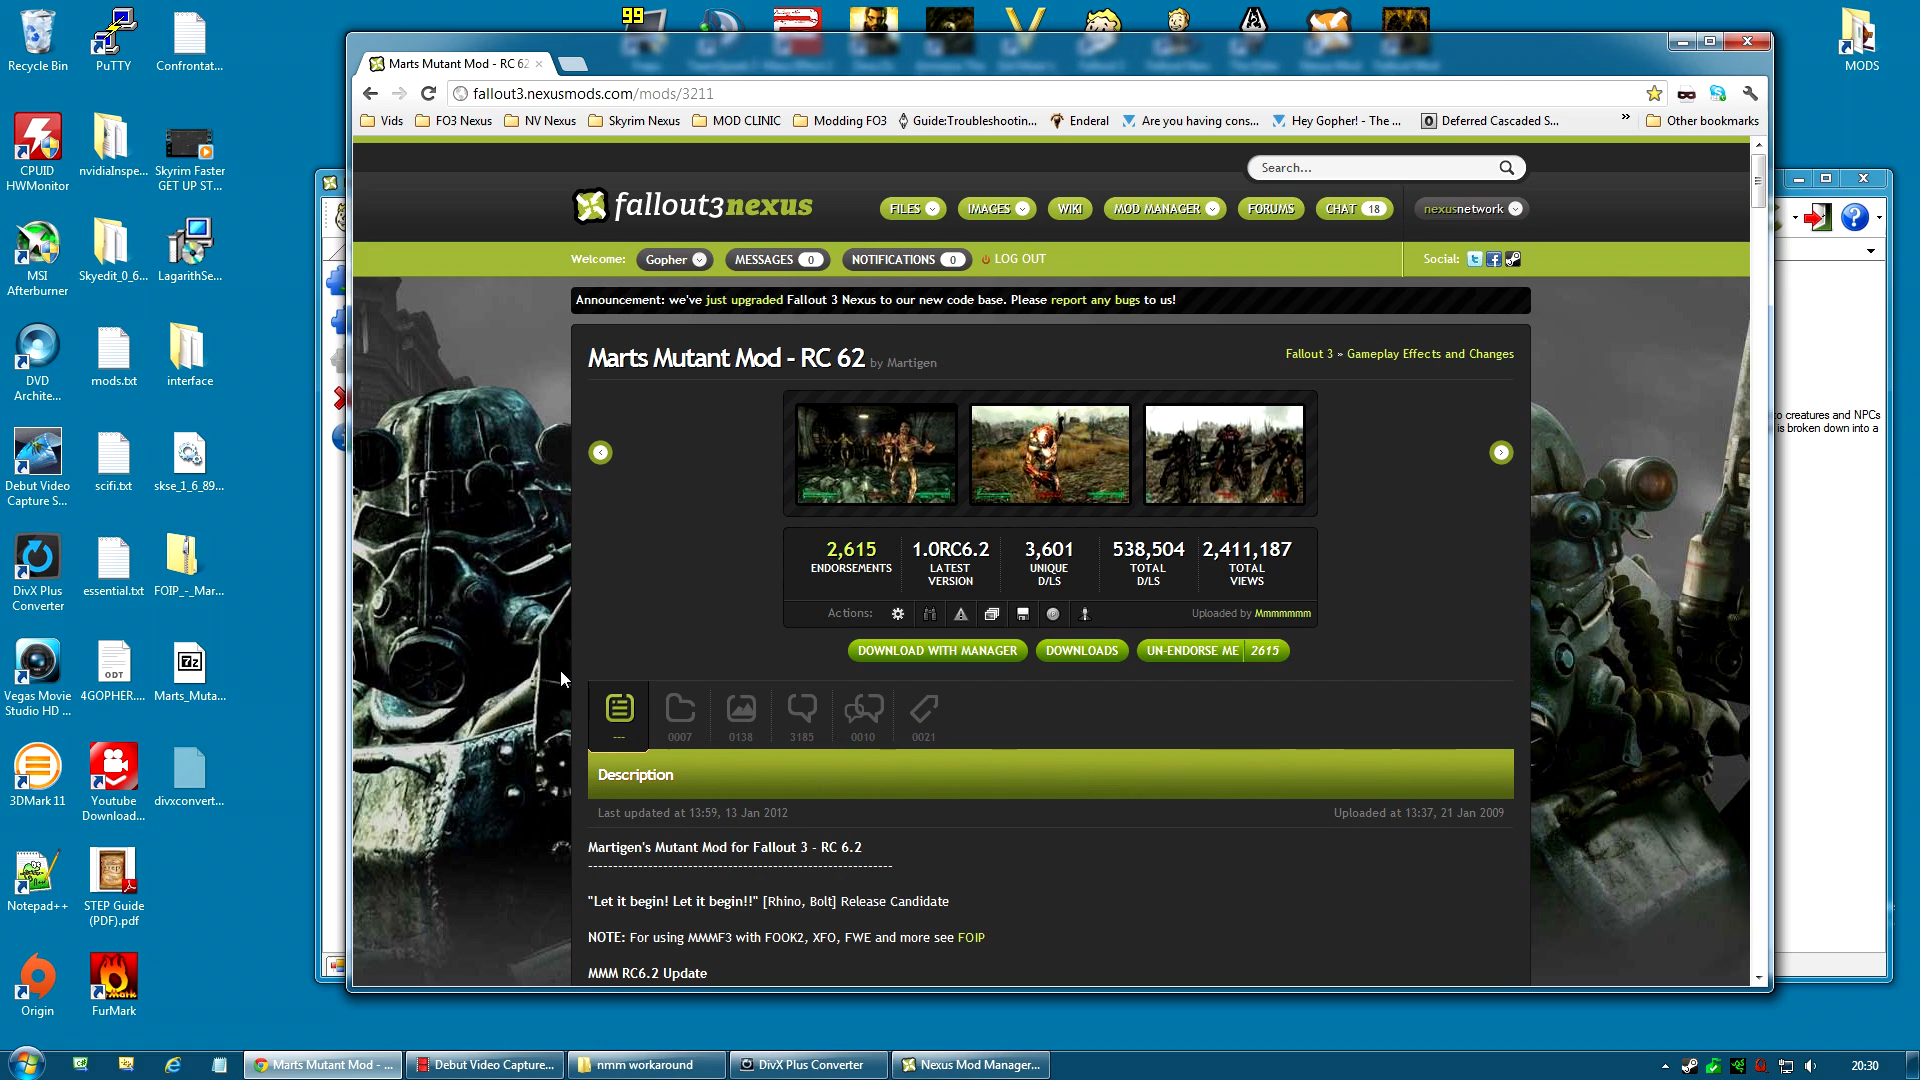 Recycle Bin
PuTTY
Confrontat...
CPUID
HWMonitor
nvidiaInspe...
Skyrim Faster
GET UP ST...
MSI
Afterburner
Skyedit_0_6...
LagarithSe...
DVD
Archite...
mods.txt
interface
Debut Video
Capture S...
scifi.txt
skse_1_6_89...
DivX Plus
Converter
essential.txt
FOIP_-_Mar...
Vegas Movie
Studio HD ...
ODT
4GOPHER....
7z
Marts_Muta...
3DMark 11
Youtube
Download...
divxconvert...
Notepad++
STEP Guide
(PDF).pdf
Origin
FurMark
99
MODS
Marts Mutant Mod - RC 62
fallout3.nexusmods.com/mods/3211
Vids
FO3 Nexus
NV Nexus
Skyrim Nexus
MOD CLINIC
Modding FO3
Guide:Troubleshootin...
Enderal
Are you having cons...
Hey Gopher! - The ...
Deferred Cascaded S...
»
Other bookmarks
Search...
fallout3nexus
FILES
IMAGES
WIKI
MOD MANAGER
FORUMS
CHAT 18
nexusnetwork
Welcome:
Gopher
MESSAGES 0
NOTIFICATIONS 0
LOG OUT
Social:
Announcement: we've just upgraded Fallout 3 Nexus to our new code base. Please report any bugs to us!
Marts Mutant Mod - RC 62 by Martigen
Fallout 3 » Gameplay Effects and Changes
2,615
ENDORSEMENTS
1.0RC6.2
LATEST
VERSION
3,601
UNIQUE
D/LS
538,504
TOTAL
D/LS
2,411,187
TOTAL
VIEWS
Actions:
Uploaded by Mmmmmmm
DOWNLOAD WITH MANAGER
DOWNLOADS
UN-ENDORSE ME 2615
---
0007
0138
3185
0010
0021
Description
Last updated at 13:59, 13 Jan 2012
Uploaded at 13:37, 21 Jan 2009
Martigen's Mutant Mod for Fallout 3 - RC 6.2
-------------------------------------------------------------
"Let it begin! Let it begin!!" [Rhino, Bolt] Release Candidate
NOTE: For using MMMF3 with FOOK2, XFO, FWE and more see FOIP
MMM RC6.2 Update
o creatures and NPCs
is broken down into a
Marts Mutant Mod - ...
Debut Video Capture...
nmm workaround
DivX Plus Converter
Nexus Mod Manager...
20:30